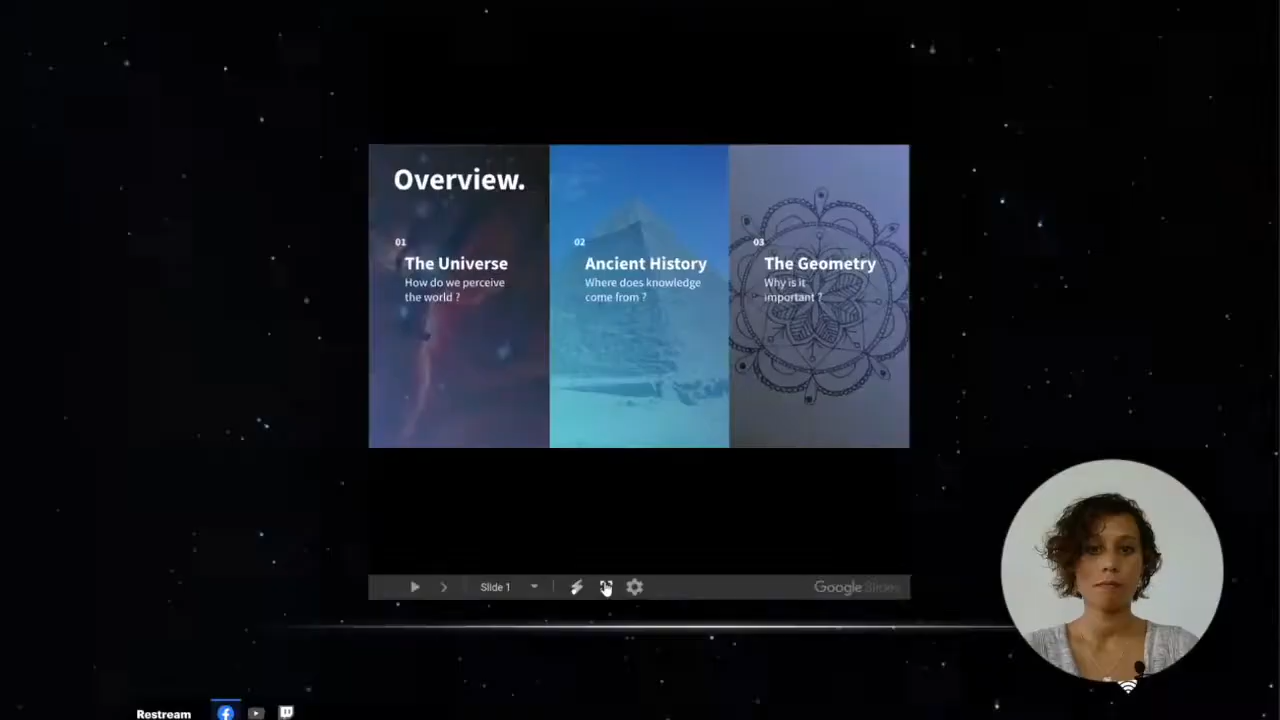 Overview.
01
The Universe
How do we perceive
the world ?
02
Ancient History
Where does knowledge
come from ?
03
The Geometry
Why is it
important ?
Slide 1
Google Slides
Restream